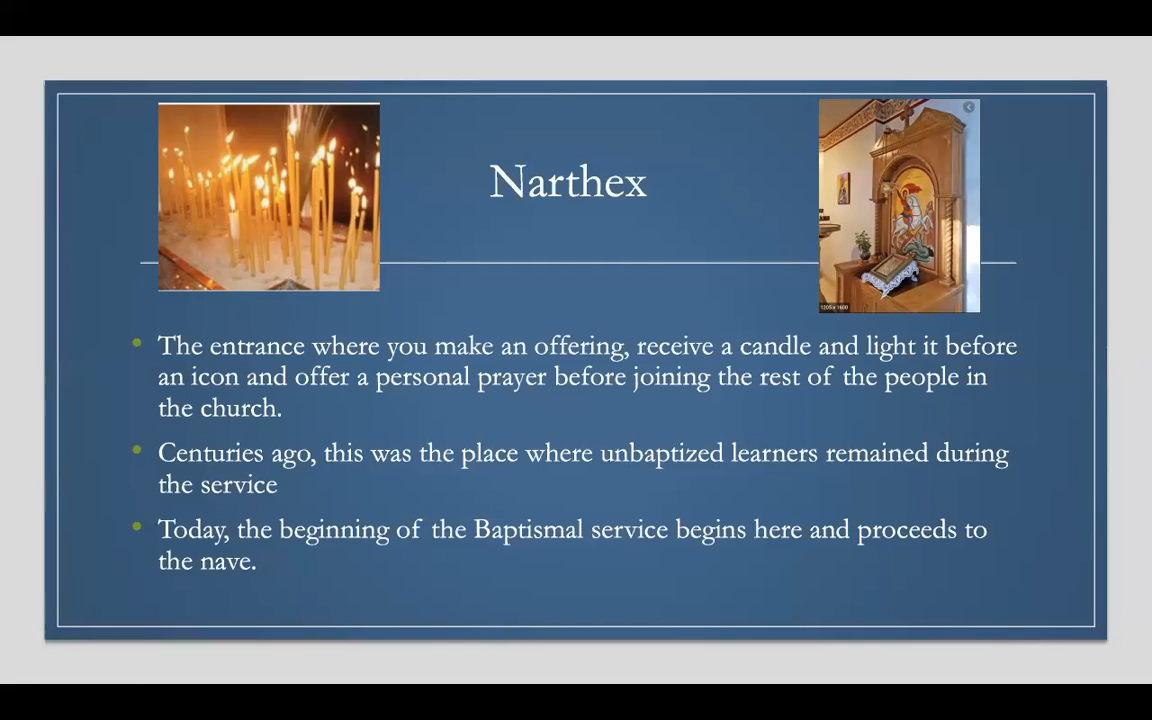 Narthex
The entrance where you make an offering, receive a candle and light it before
an icon and offer a personal prayer before joining the rest of the people in
the church.
Centuries ago, this was the place where unbaptized learners remained during
the service
Today, the beginning of the Baptismal service begins here and proceeds to
the nave.